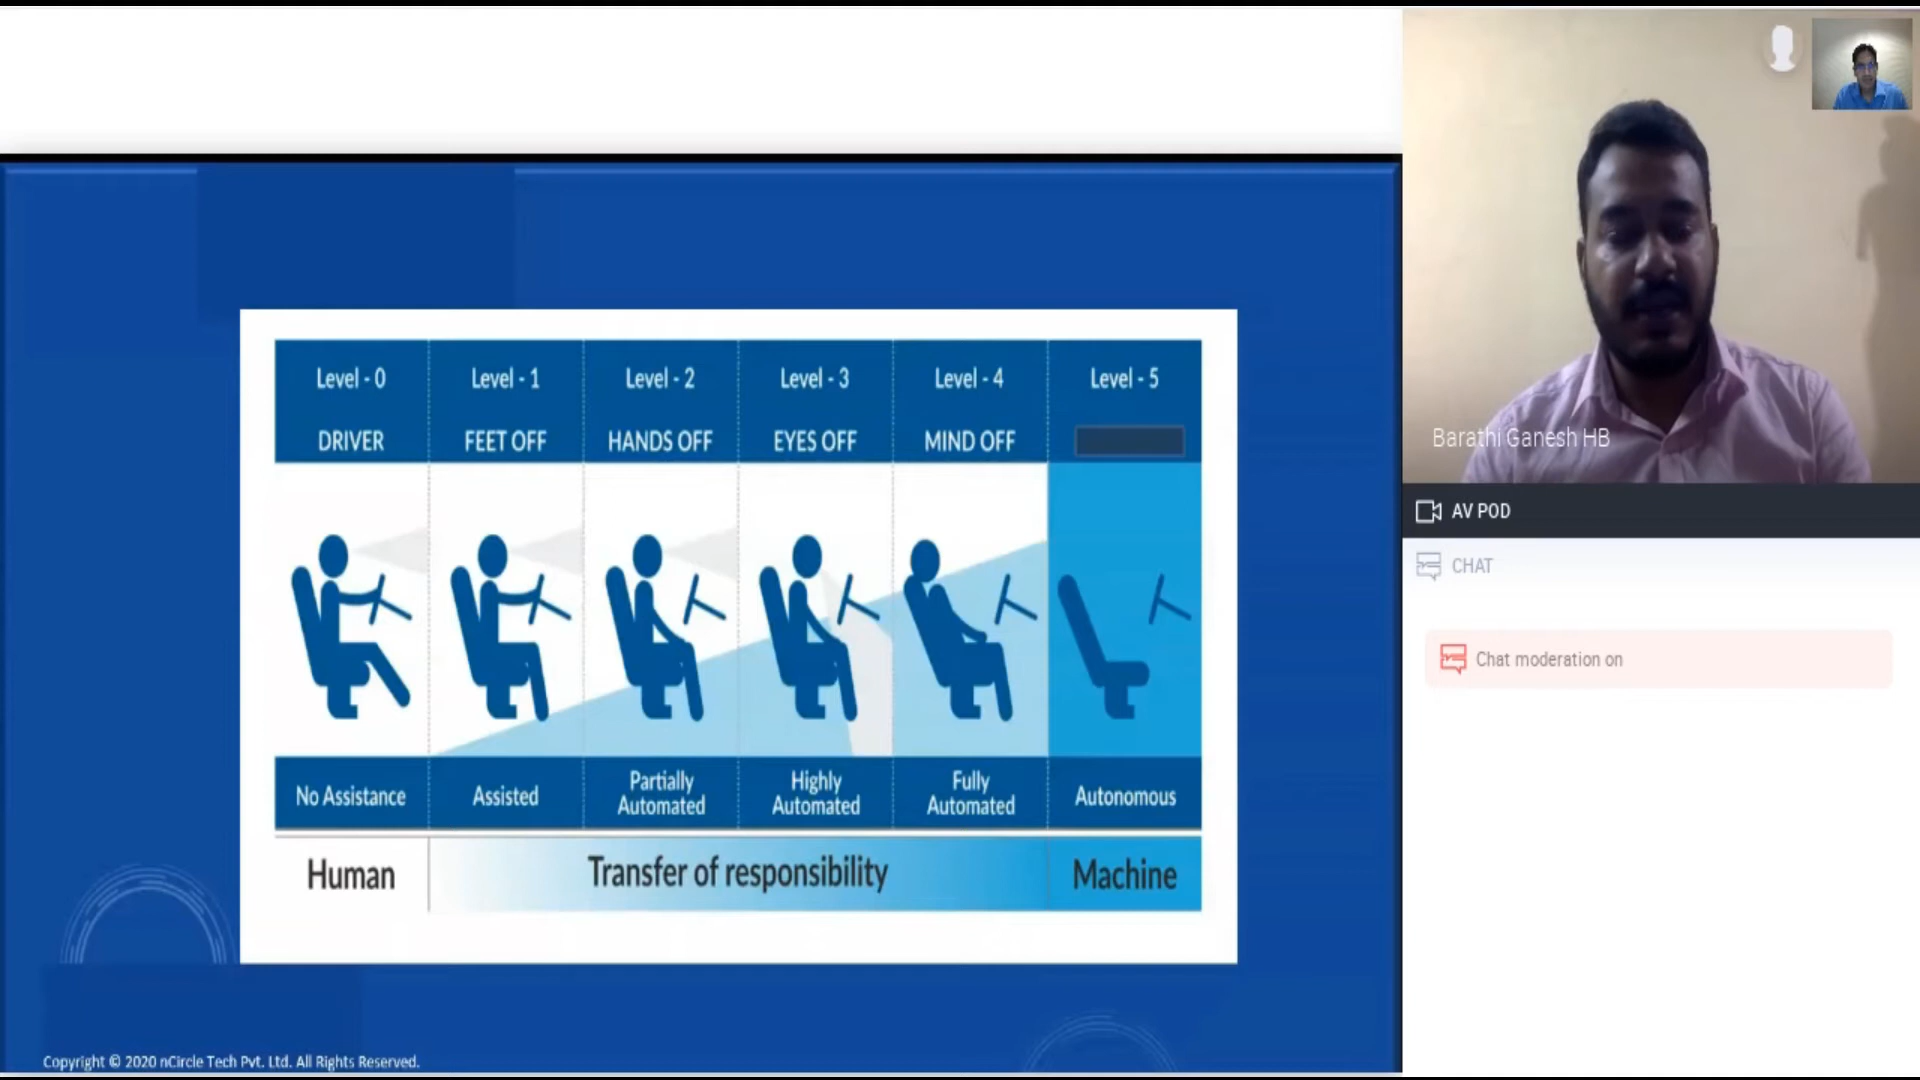 Level - 0 Level - 1 Level - 2 Level - 3 Level - 4 Level - 5
DRIVER FEET OFF HANDS OFF EYES OFF MIND OFF
No Assistance Assisted Partially Automated Highly Automated Fully Automated Autonomous
Human Transfer of responsibility Machine
Copyright © 2020 nCircle Tech Pvt. Ltd. All Rights Reserved.
Barathi Ganesh HB
AV POD
CHAT
Chat moderation on